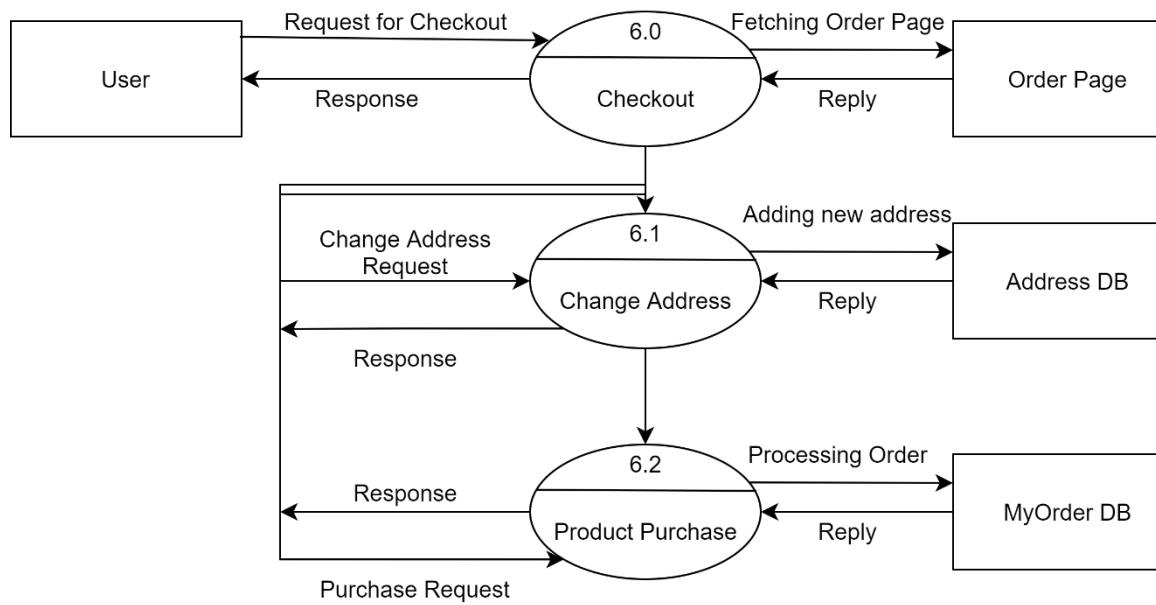 Request for Checkout
6.0
Fetching Order Page
User
Response
Checkout
Reply
Order Page
Change Address
Request
6.1
Adding new address
Change Address
Reply
Address DB
Response
6.2
Processing Order
Response
Product Purchase
Reply
MyOrder DB
Purchase Request